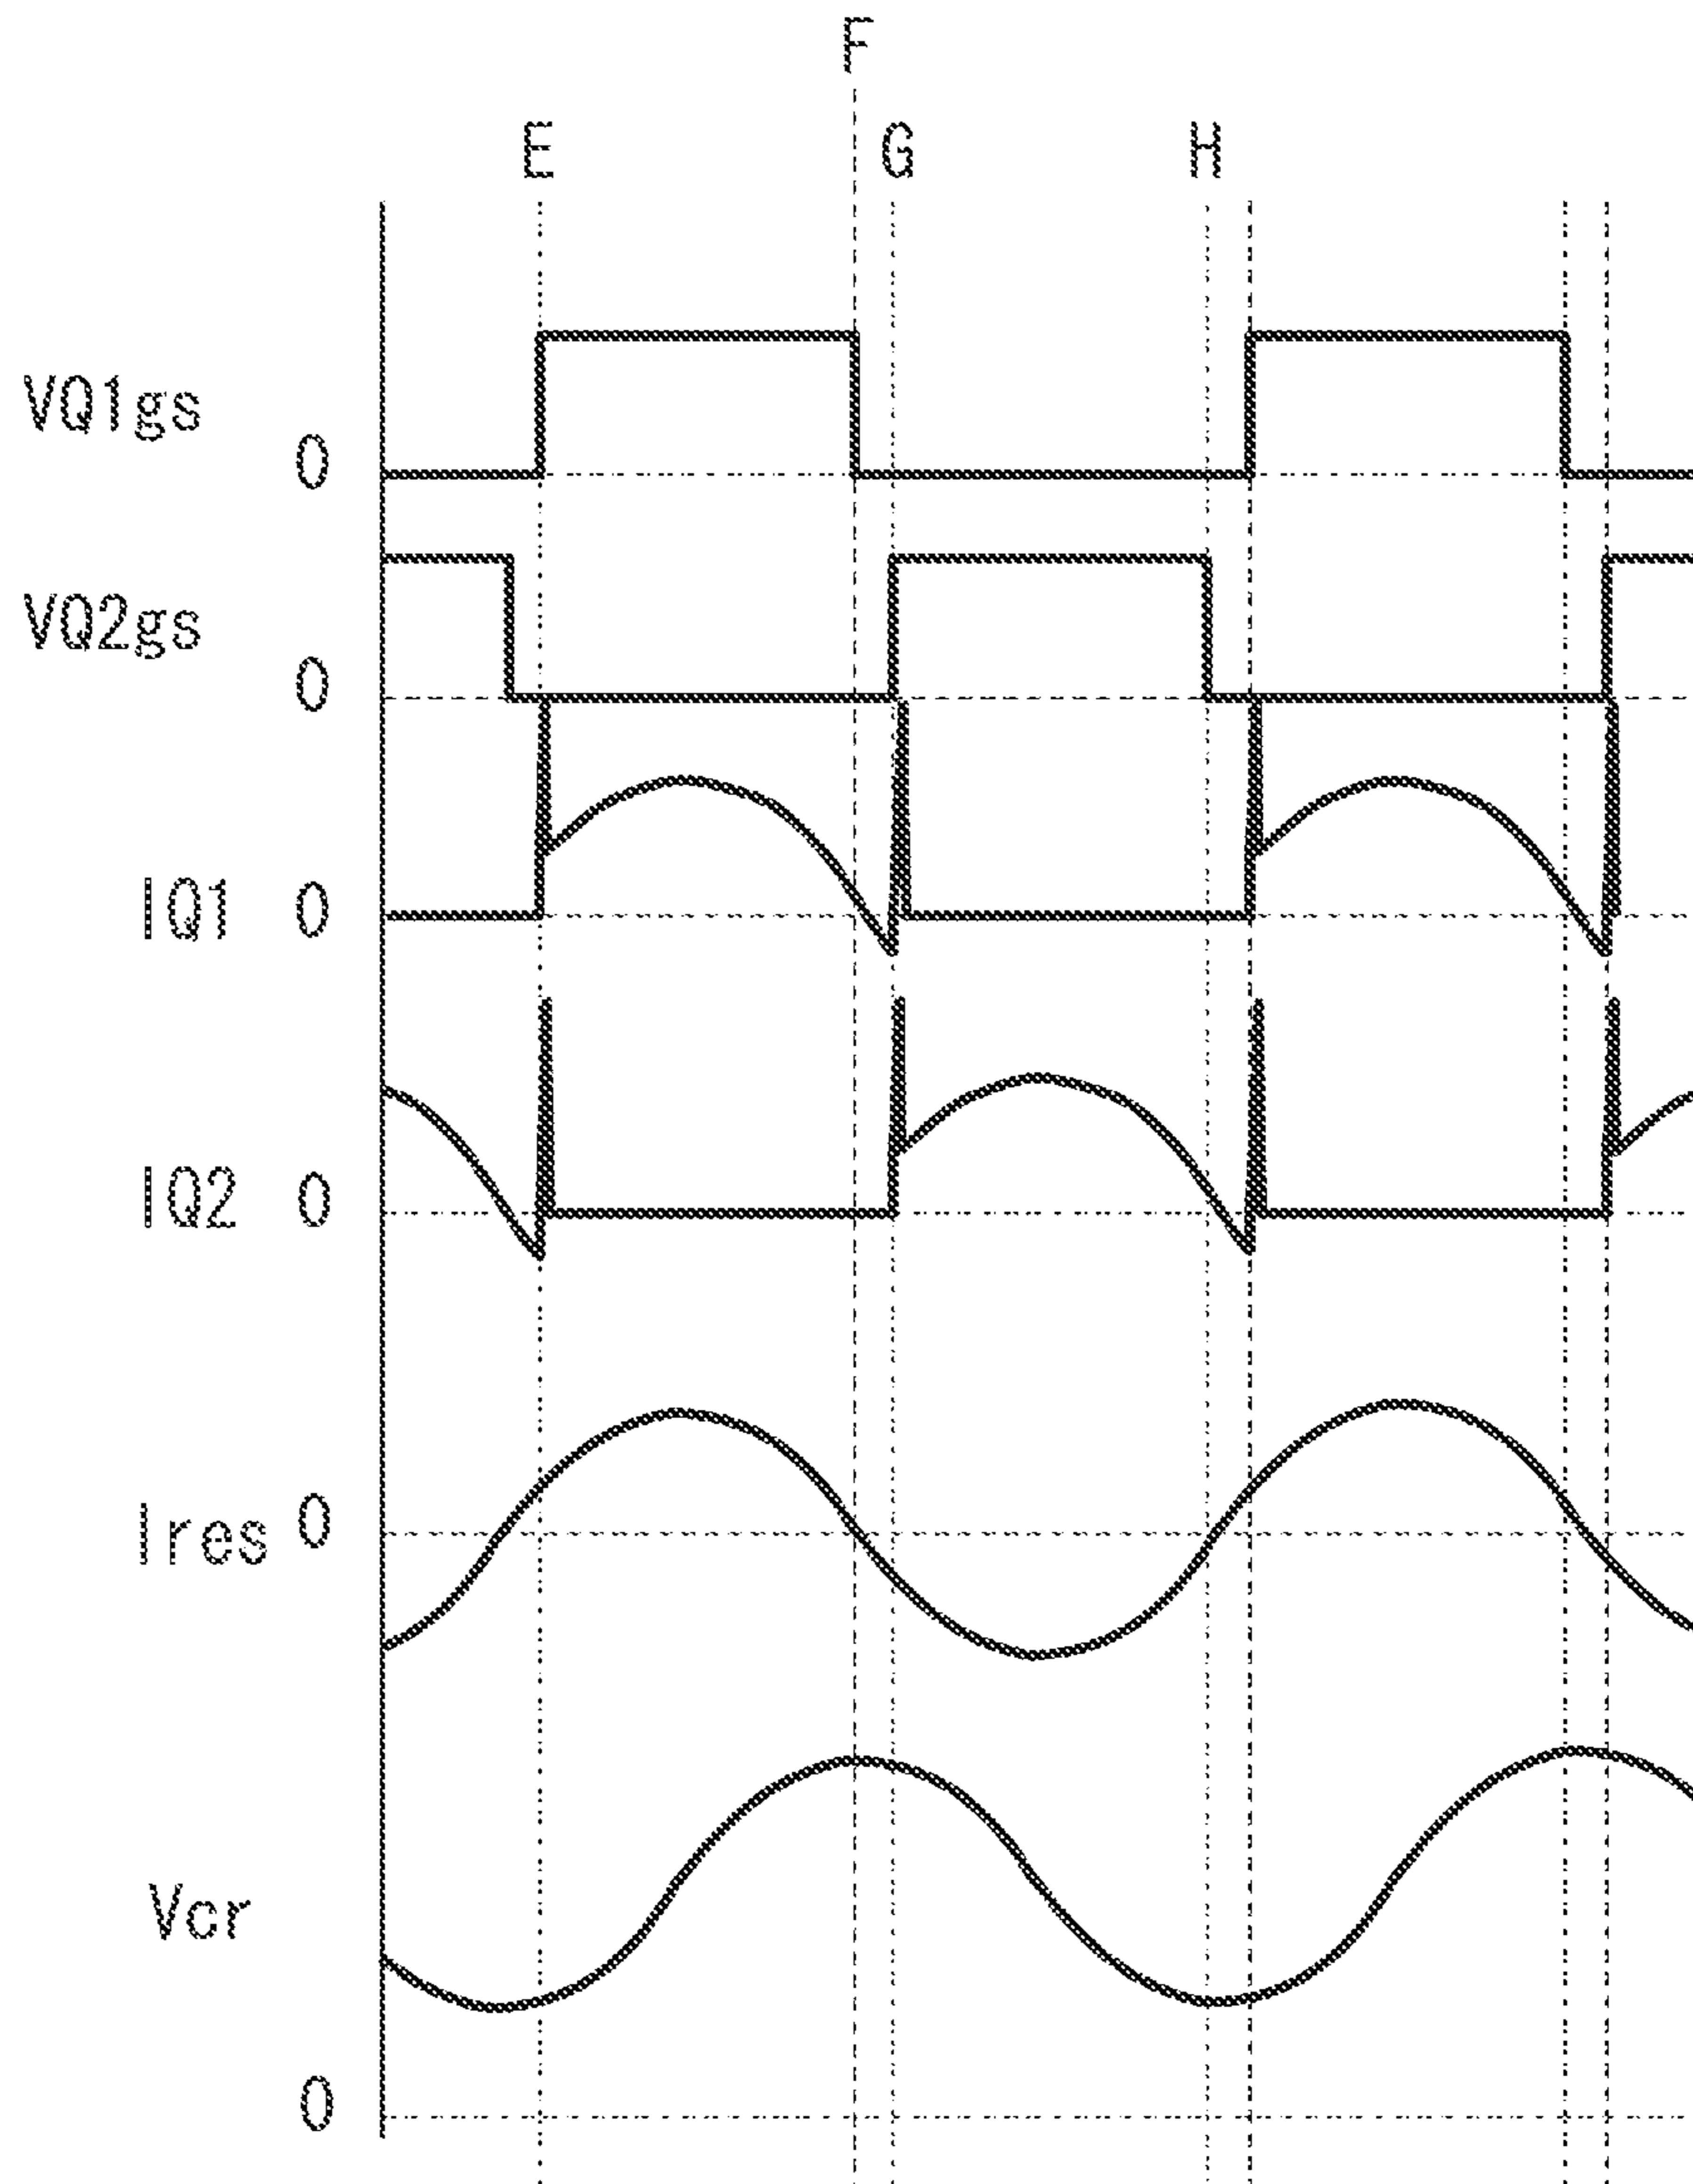 F
E G H
VQ1gs 0
VQ2gs 0
IQ1 0
IQ2 0
Ires 0
Vcr
0